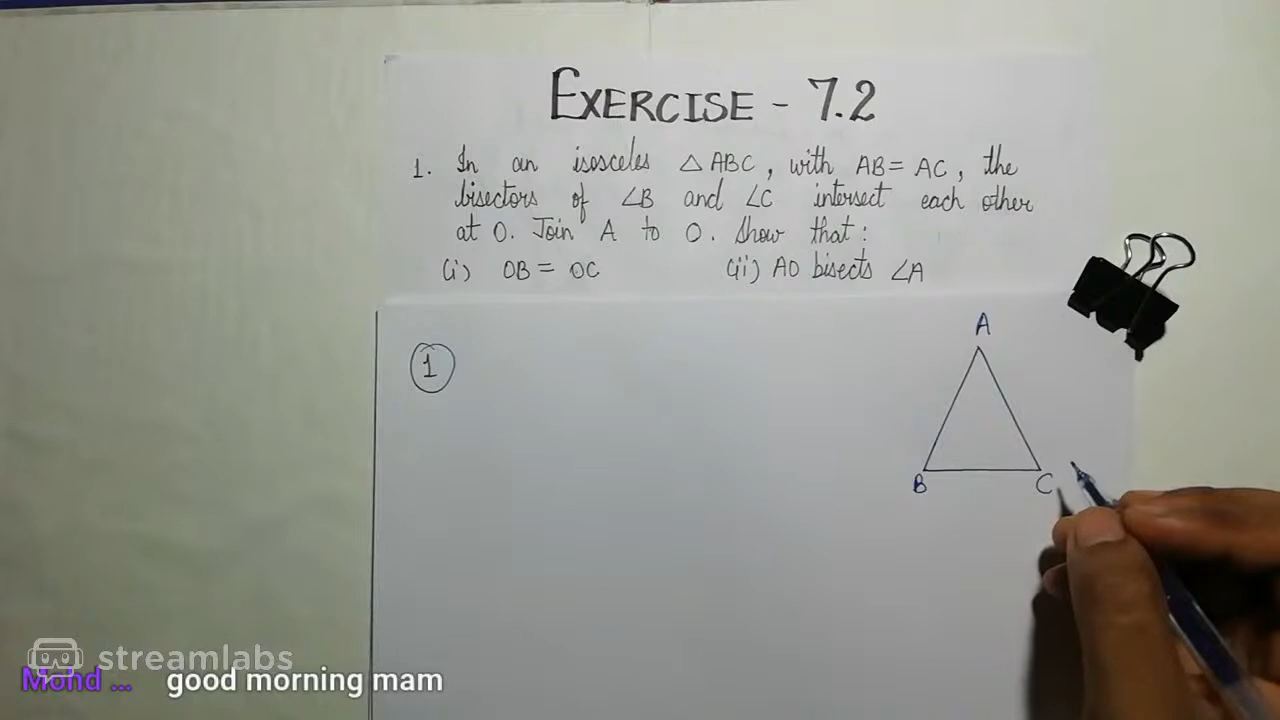 EXERCISE - 7.2
1. In an isosceles △ ABC, with AB = AC, the
bisectors of ∠B and ∠C intersect each other
at O. Join A to O. Show that:
(i) OB = OC (ii) AO bisects ∠A
1
A
B C
streamlabs
Mohd ... good morning mam